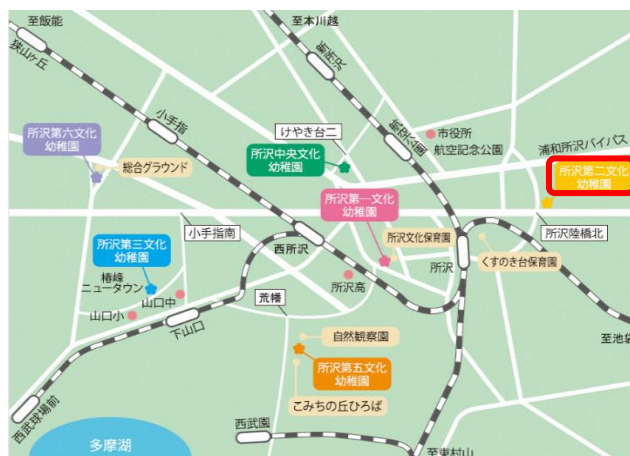 至飯能
至本川越
狭山ヶ丘
新所沢
小手指
けやき台二
航空公園
市役所
航空記念公園
浦和所沢バイパス
所沢第六文化
幼稚園
総合グラウンド
所沢中央文化
幼稚園
所沢第二文化
幼稚園
所沢第一文化
幼稚園
小手指南
西所沢
所沢文化保育園
所沢陸橋北
所沢第三文化
幼稚園
所沢
くすのき台保育園
椿峰
ニュータウン
山口中
所沢高
荒幡
山口小
下山口
自然観察園
至池袋
所沢第五文化
幼稚園
こみちの丘ひろば
西武球場前
西武園
多摩湖
至東村山